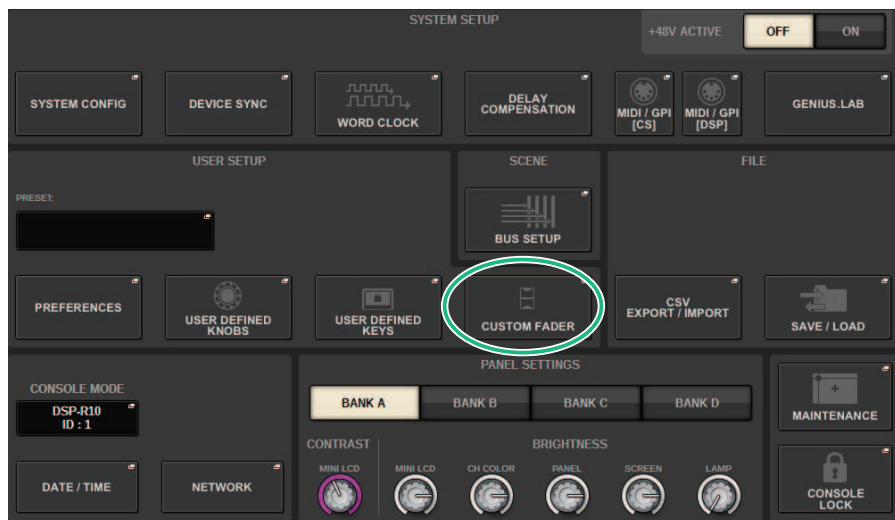 SYSTEM SETUP
+48V ACTIVE
OFF
ON
SYSTEM CONFIG
DEVICE SYNC
WORD CLOCK
DELAY
COMPENSATION
MIDI / GPI
[CS]
MIDI / GPI
[DSP]
GENIUS.LAB
USER SETUP
SCENE
FILE
PRESET:
BUS SETUP
PREFERENCES
USER DEFINED
KNOBS
USER DEFINED
KEYS
CUSTOM FADER
CSV
EXPORT / IMPORT
SAVE / LOAD
CONSOLE MODE
DSP-R10
ID : 1
DATE / TIME
NETWORK
PANEL SETTINGS
BANK A
BANK B
BANK C
BANK D
CONTRAST
BRIGHTNESS
MINI LCD
MINI LCD
CH COLOR
PANEL
SCREEN
LAMP
MAINTENANCE
CONSOLE
LOCK